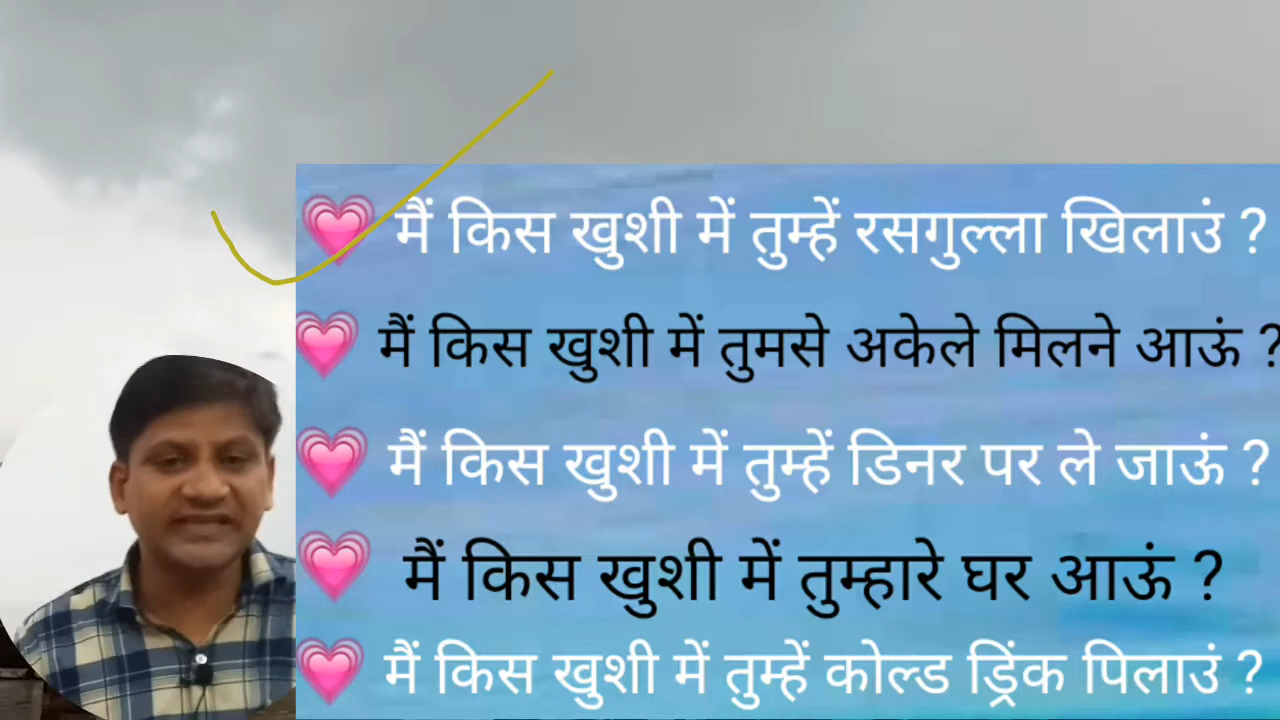 मैं किस खुशी में तुम्हें रसगुल्ला खिलाउं ?
मैं किस खुशी में तुमसे अकेले मिलने आऊं ?
मैं किस खुशी में तुम्हें डिनर पर ले जाऊं ?
मैं किस खुशी में तुम्हारे घर आऊं ?
मैं किस खुशी में तुम्हें कोल्ड ड्रिंक पिलाउं ?